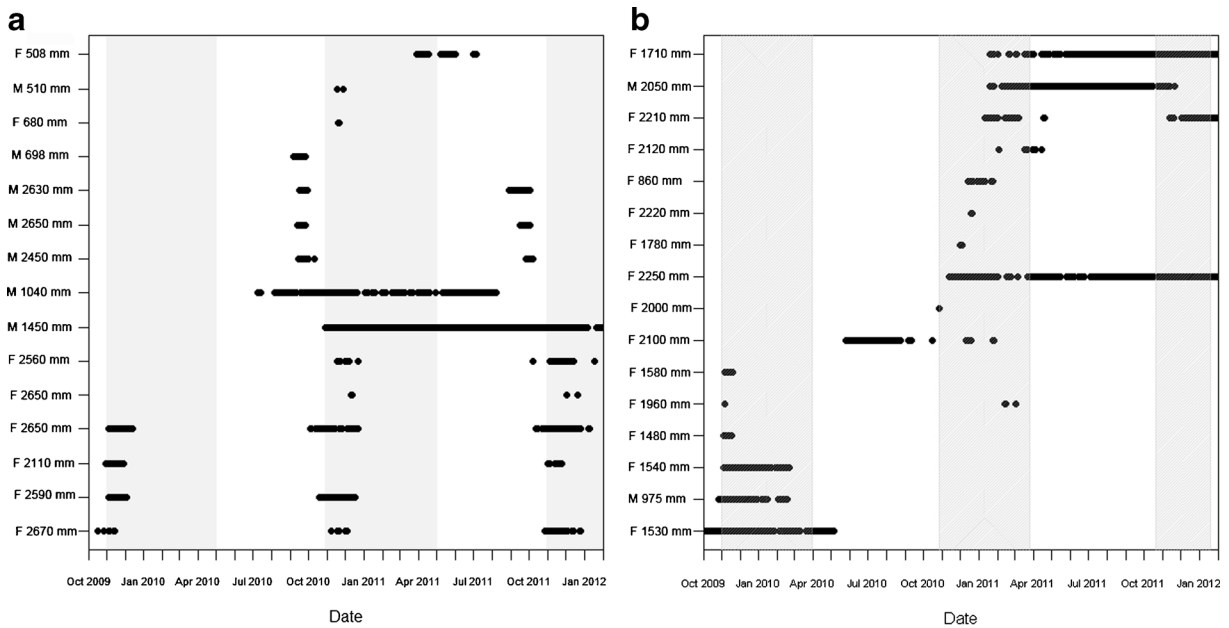 a
F 508 mm
M 510 mm
F 680 mm
M 698 mm
M 2630 mm
M 2650 mm
M 2450 mm
M 1040 mm
M 1450 mm
F 2560 mm
F 2650 mm
F 2650 mm
F 2110 mm
F 2590 mm
F 2670 mm
Oct 2009 Jan 2010 Apr 2010 Jul 2010 Oct 2010 Jan 2011 Apr 2011 Jul 2011 Oct 2011 Jan 2012
Date
b
F 1710 mm
M 2050 mm
F 2210 mm
F 2120 mm
F 860 mm
F 2220 mm
F 1780 mm
F 2250 mm
F 2000 mm
F 2100 mm
F 1580 mm
F 1960 mm
F 1480 mm
F 1540 mm
M 975 mm
F 1530 mm
Oct 2009 Jan 2010 Apr 2010 Jul 2010 Oct 2010 Jan 2011 Apr 2011 Jul 2011 Oct 2011 Jan 2012
Date